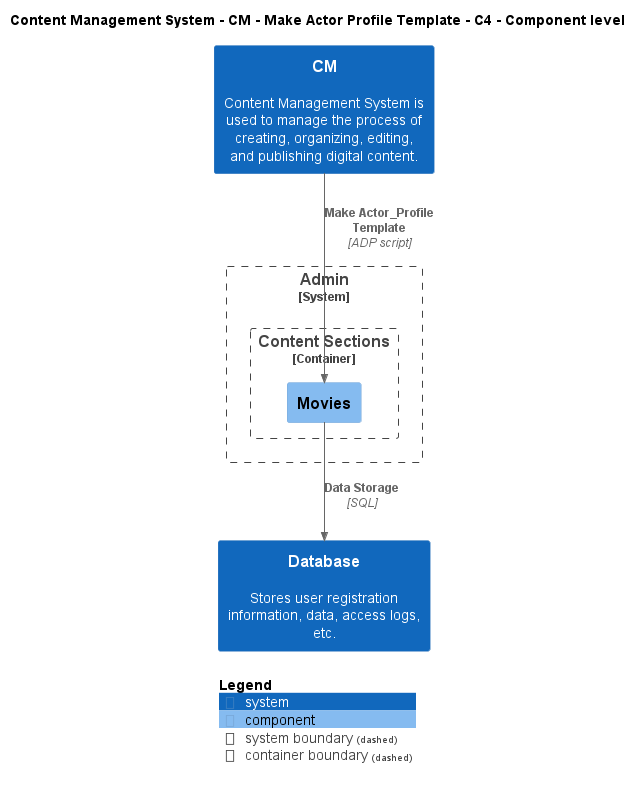 Content Management System - CM - Make Actor Profile Template - C4 - Component level
CM
Content Management System is
used to manage the process of
creating, organizing, editing,
and publishing digital content.
Make Actor_Profile
Template
[ADP script]
Admin
[System]
Content Sections
[Container]
Movies
Data Storage
[SQL]
Database
Stores user registration
information, data, access logs,
etc.
Legend
system
component
system boundary (dashed)
container boundary (dashed)